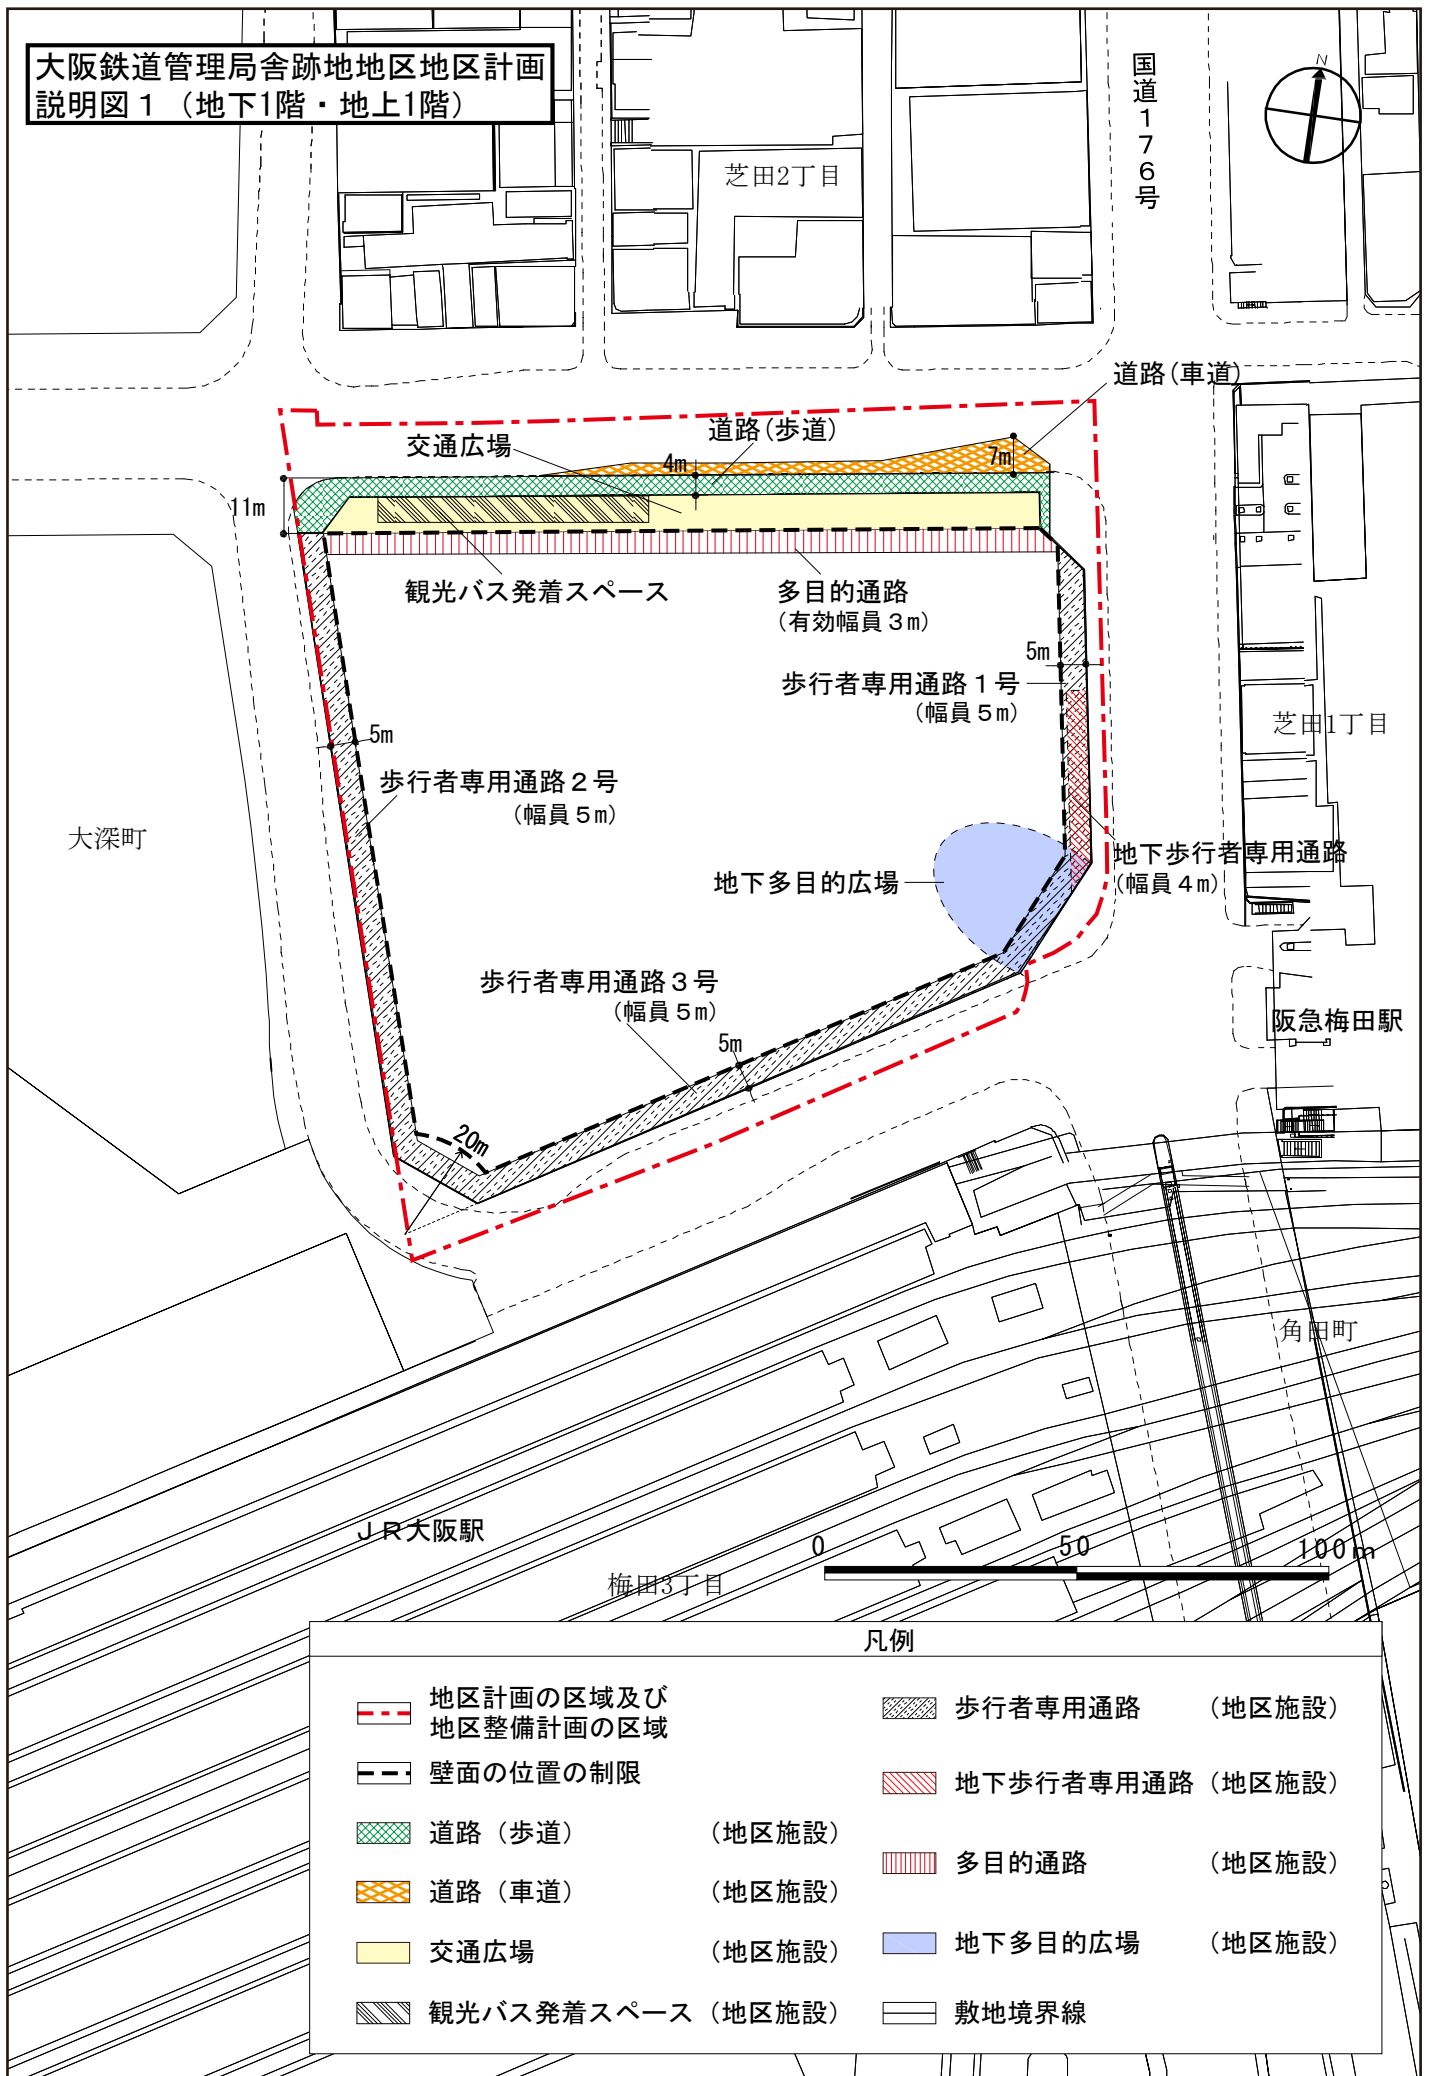 大阪鉄道管理局舎跡地地区地区計画
説明図1（地下1階・地上1階）
国道176号
N
芝田2丁目
道路(車道)
道路(歩道)
交通広場
4m
7m
11m
観光バス発着スペース
多目的通路
(有効幅員3m)
5m
歩行者専用通路1号
(幅員5m)
芝田1丁目
5m
歩行者専用通路2号
(幅員5m)
大深町
地下歩行者専用通路
(幅員4m)
地下多目的広場
歩行者専用通路3号
(幅員5m)
5m
阪急梅田駅
20m
角田町
JR大阪駅
梅田3丁目
0 50 100m
凡例
地区計画の区域及び
地区整備計画の区域
壁面の位置の制限
道路（歩道） （地区施設）
道路（車道） （地区施設）
交通広場 （地区施設）
観光バス発着スペース（地区施設）
歩行者専用通路 （地区施設）
地下歩行者専用通路（地区施設）
多目的通路 （地区施設）
地下多目的広場 （地区施設）
敷地境界線